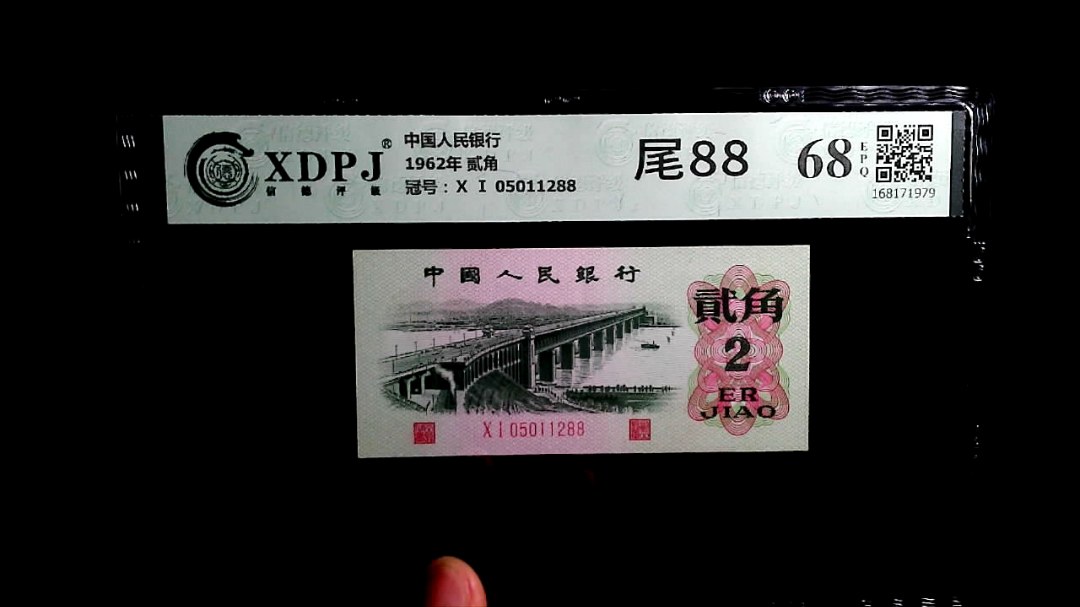 XDPJ®
信德评级
中国人民银行
1962年 贰角
冠号：X I 05011288
尾88
68
EPQ
168171979
中國人民銀行
貳角
2
ER
JIAO
X I 05011288